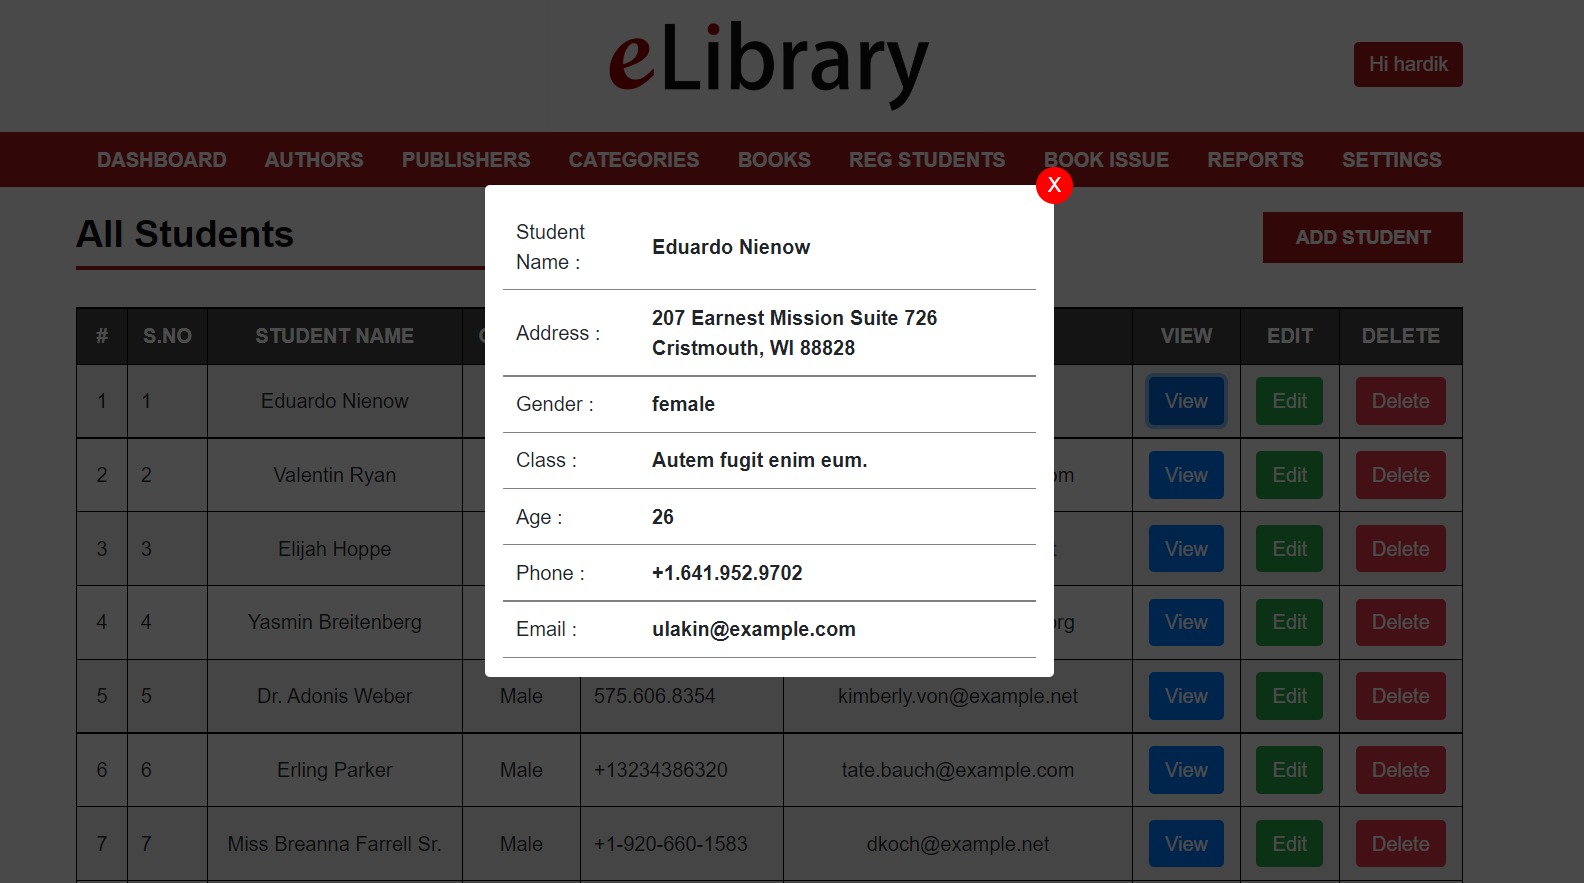 eLibrary
Hi hardik
DASHBOARD AUTHORS PUBLISHERS CATEGORIES BOOKS REG STUDENTS BOOK ISSUE REPORTS SETTINGS
X
All Students
ADD STUDENT
Student
Name :
Eduardo Nienow
Address :
207 Earnest Mission Suite 726
Cristmouth, WI 88828
Gender : female
Class : Autem fugit enim eum.
Age : 26
Phone : +1.641.952.9702
Email : ulakin@example.com
# S.NO STUDENT NAME VIEW EDIT DELETE
1 1 Eduardo Nienow View Edit Delete
2 2 Valentin Ryan View Edit Delete
3 3 Elijah Hoppe View Edit Delete
4 4 Yasmin Breitenberg View Edit Delete
5 5 Dr. Adonis Weber Male 575.606.8354 kimberly.von@example.net View Edit Delete
6 6 Erling Parker Male +13234386320 tate.bauch@example.com View Edit Delete
7 7 Miss Breanna Farrell Sr. Male +1-920-660-1583 dkoch@example.net View Edit Delete